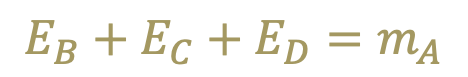 E_B + E_C + E_D = m_A